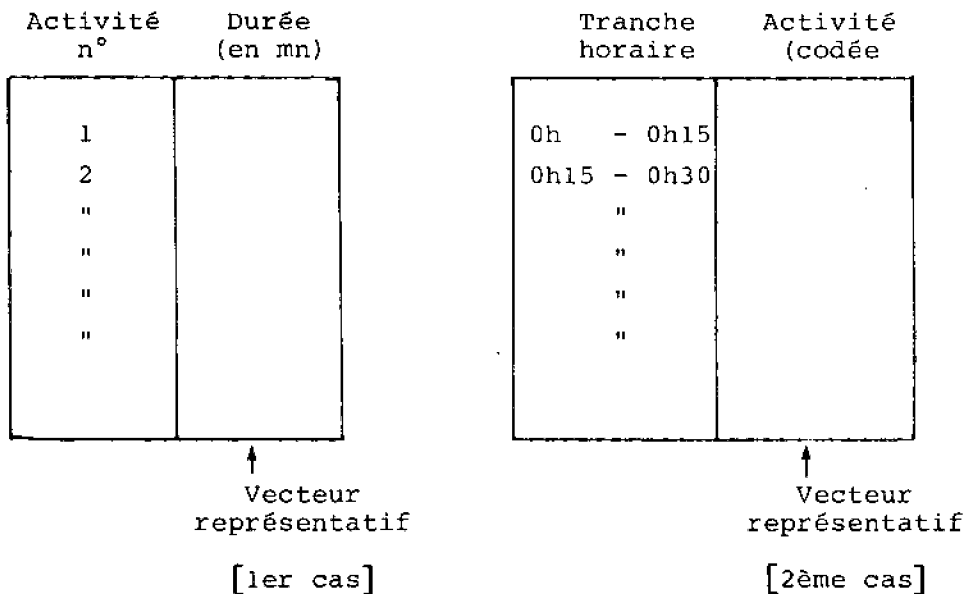 Activité Durée
n° (en mn)
1
2
"
"
"
"
Vecteur
représentatif
[1er cas]
Tranche Activité
horaire (codée
0h - 0h15
0h15 - 0h30
"
"
"
"
Vecteur
représentatif
[2ème cas]